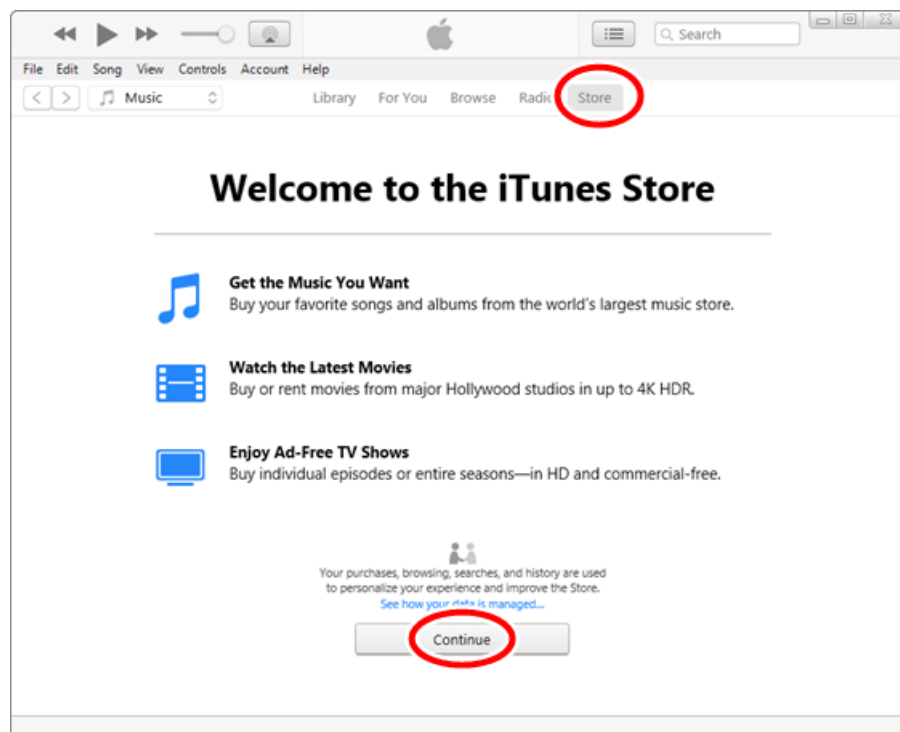 Search
File Edit Song View Controls Account Help
Music
Library For You Browse Radio Store
Welcome to the iTunes Store
Get the Music You Want
Buy your favorite songs and albums from the world's largest music store.
Watch the Latest Movies
Buy or rent movies from major Hollywood studios in up to 4K HDR.
Enjoy Ad-Free TV Shows
Buy individual episodes or entire seasons—in HD and commercial-free.
Your purchases, browsing, searches, and history are used
to personalize your experience and improve the Store.
See how your data is managed...
Continue